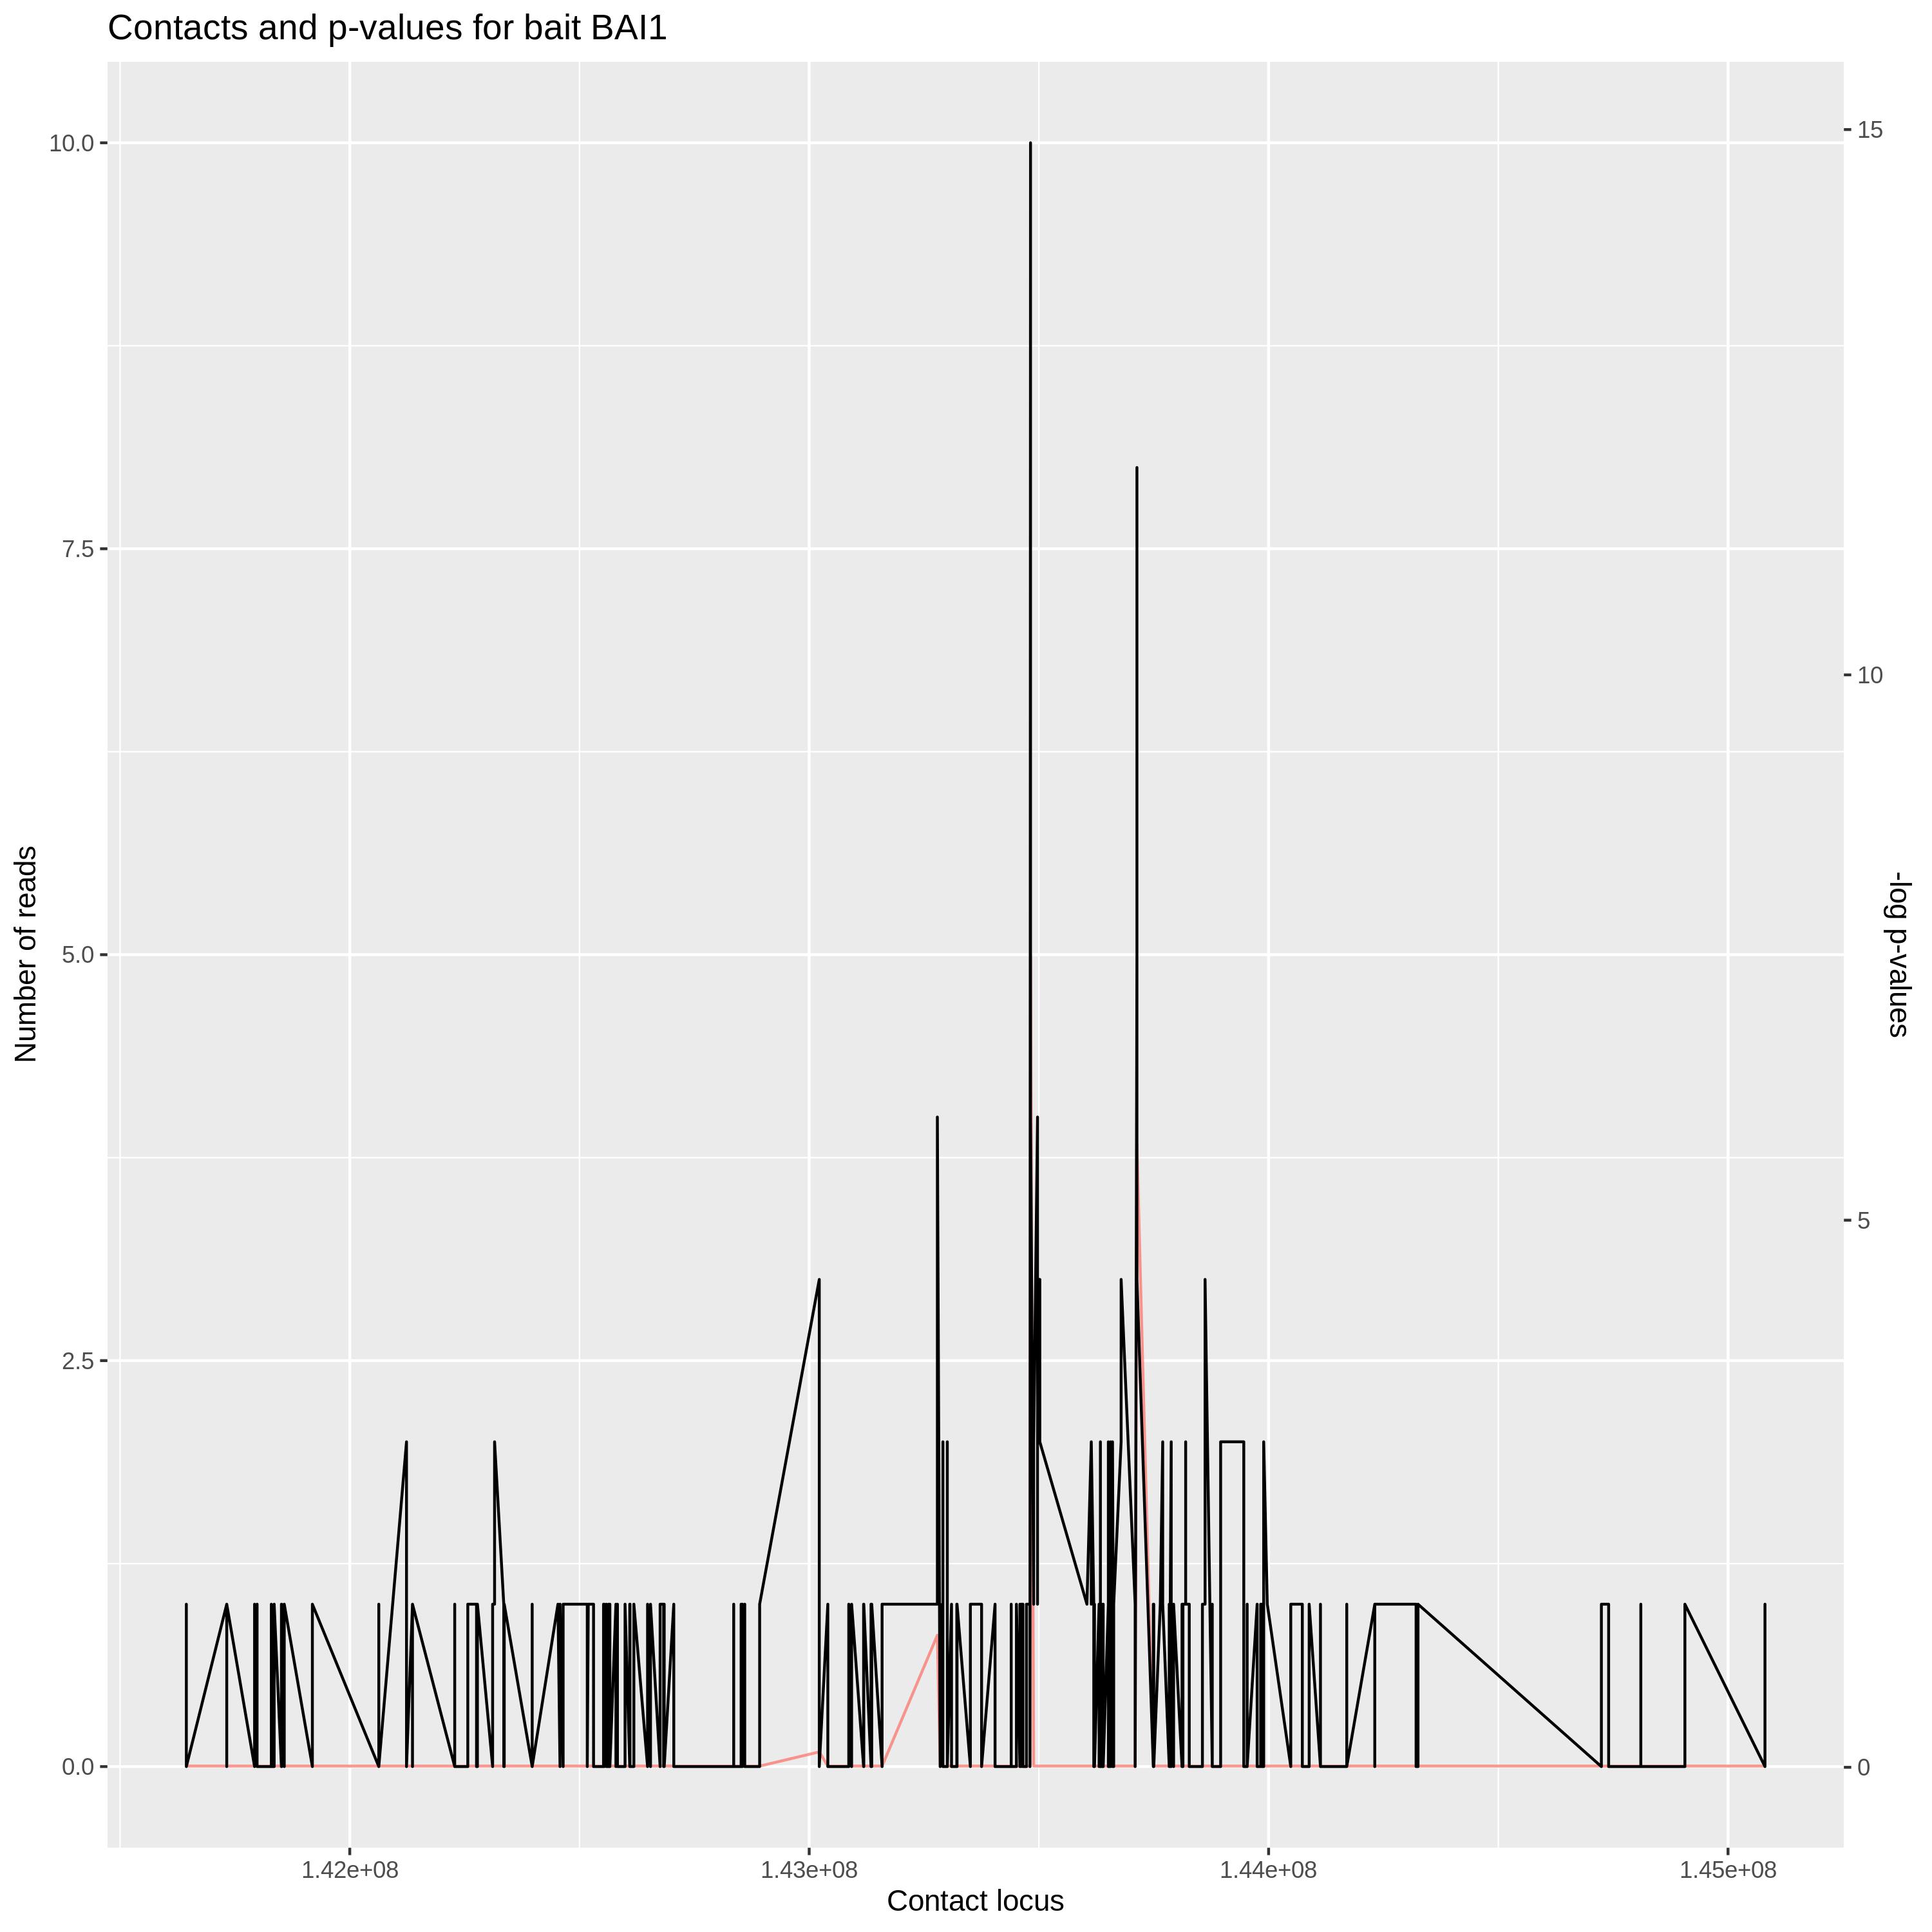 Contacts and p-values for bait BAI1
10.0
7.5
5.0
2.5
0.0
Number of reads
15
10
5
0
-log p-values
1.42e+08
1.43e+08
1.44e+08
1.45e+08
Contact locus